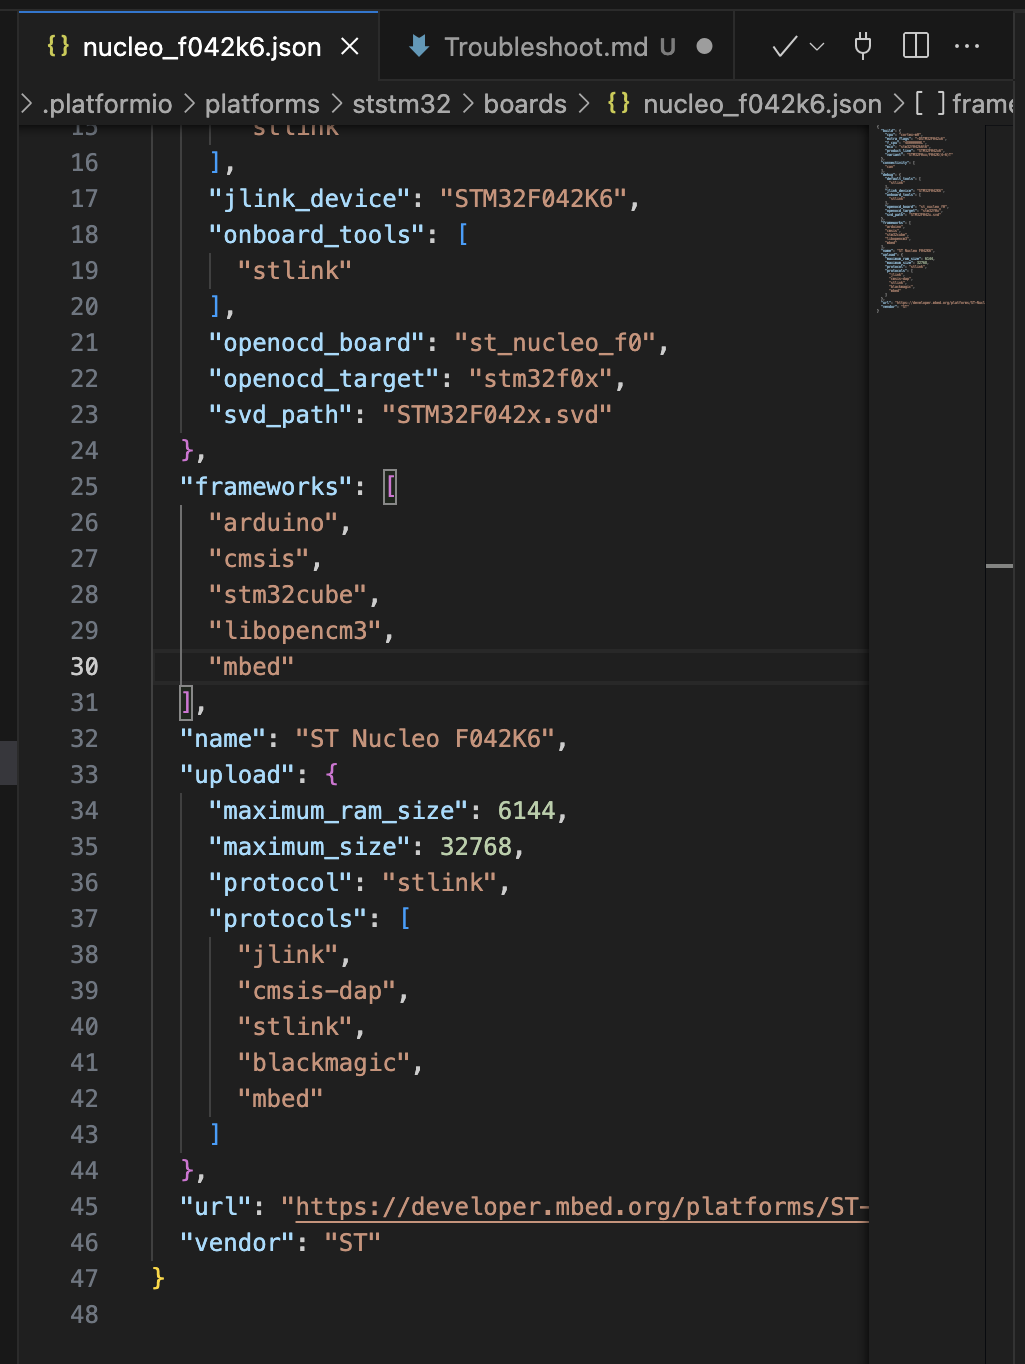 nucleo_f042k6.json
Troubleshoot.md U
.platformio > platforms > ststm32 > boards > {} nucleo_f042k6.json > [ ] frame
15 "stlink"
16 ],
17 "jlink_device": "STM32F042K6",
18 "onboard_tools": [
19 "stlink"
20 ],
21 "openocd_board": "st_nucleo_f0",
22 "openocd_target": "stm32f0x",
23 "svd_path": "STM32F042x.svd"
24 },
25 "frameworks": [
26 "arduino",
27 "cmsis",
28 "stm32cube",
29 "libopencm3",
30 "mbed"
31 ],
32 "name": "ST Nucleo F042K6",
33 "upload": {
34 "maximum_ram_size": 6144,
35 "maximum_size": 32768,
36 "protocol": "stlink",
37 "protocols": [
38 "jlink",
39 "cmsis-dap",
40 "stlink",
41 "blackmagic",
42 "mbed"
43 ]
44 },
45 "url": "https://developer.mbed.org/platforms/ST-
46 "vendor": "ST"
47 }
48